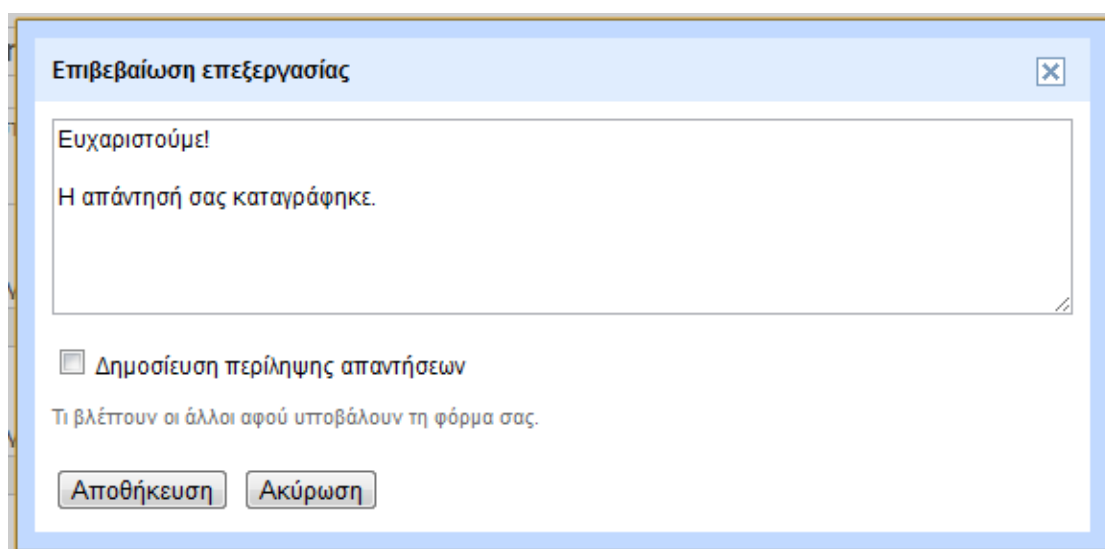 Επιβεβαίωση επεξεργασίας
Ευχαριστούμε!
Η απάντησή σας καταγράφηκε.
Δημοσίευση περίληψης απαντήσεων
Τι βλέπουν οι άλλοι αφού υποβάλουν τη φόρμα σας.
Αποθήκευση Ακύρωση